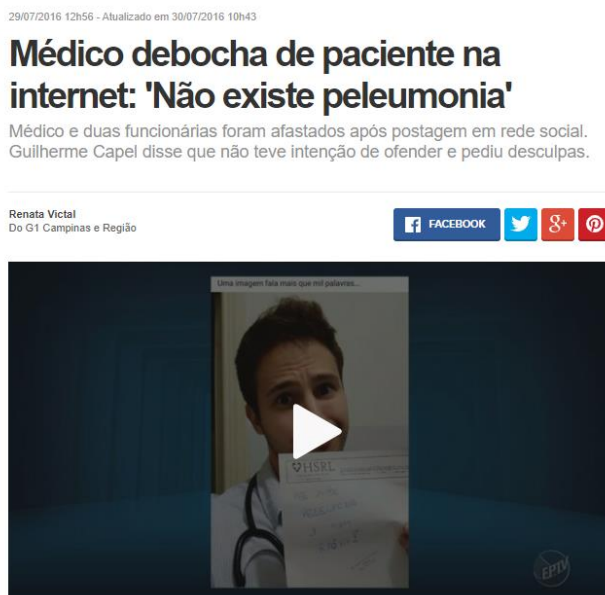 29/07/2016 12h56 - Atualizado em 30/07/2016 10h43
Médico debocha de paciente na
internet: 'Não existe peleumonia'
Médico e duas funcionárias foram afastados após postagem em rede social.
Guilherme Capel disse que não teve intenção de ofender e pediu desculpas.
Renata Victal
Do G1 Campinas e Região
FACEBOOK
Uma imagem fala mais que mil palavras...
HSRL
EPTV